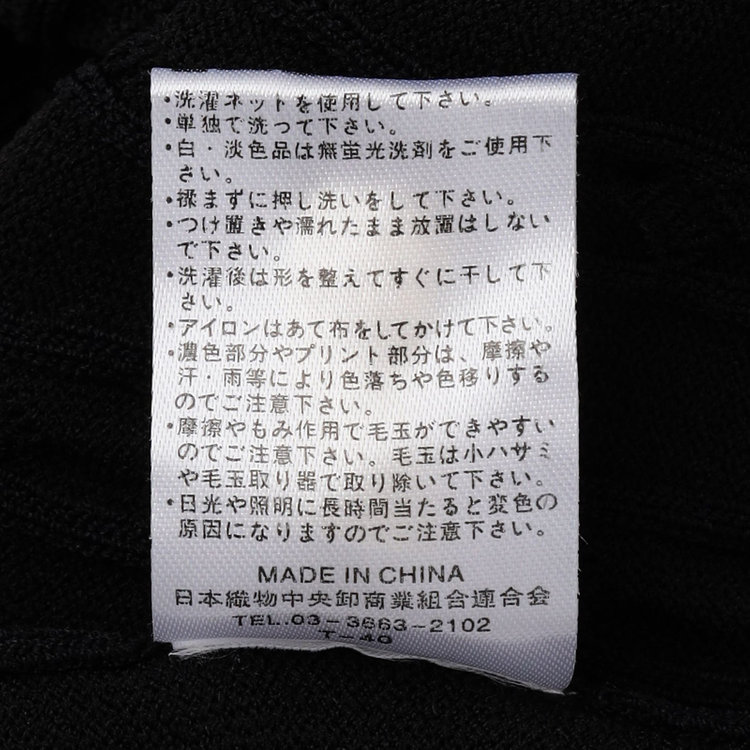 ・洗濯ネットを使用して下さい。
・単独で洗って下さい。
・白・淡色品は無蛍光洗剤をご使用下
さい。
・揉まずに押し洗いをして下さい。
・つけ置きや濡れたまま放置はしない
で下さい。
・洗濯後は形を整えてすぐに干して下
さい。
・アイロンはあて布をしてかけて下さい。
・濃色部分やプリント部分は、摩擦や
汗・雨等により色落ちや色移りする
のでご注意下さい。
・摩擦やもみ作用で毛玉ができやすい
のでご注意下さい。毛玉は小ハサミ
や毛玉取り器で取り除いて下さい。
・日光や照明に長時間当たると変色の
原因になりますのでご注意下さい。
MADE IN CHINA
日本織物中央卸商業組合連合会
TEL.03-3663-2102
T-40